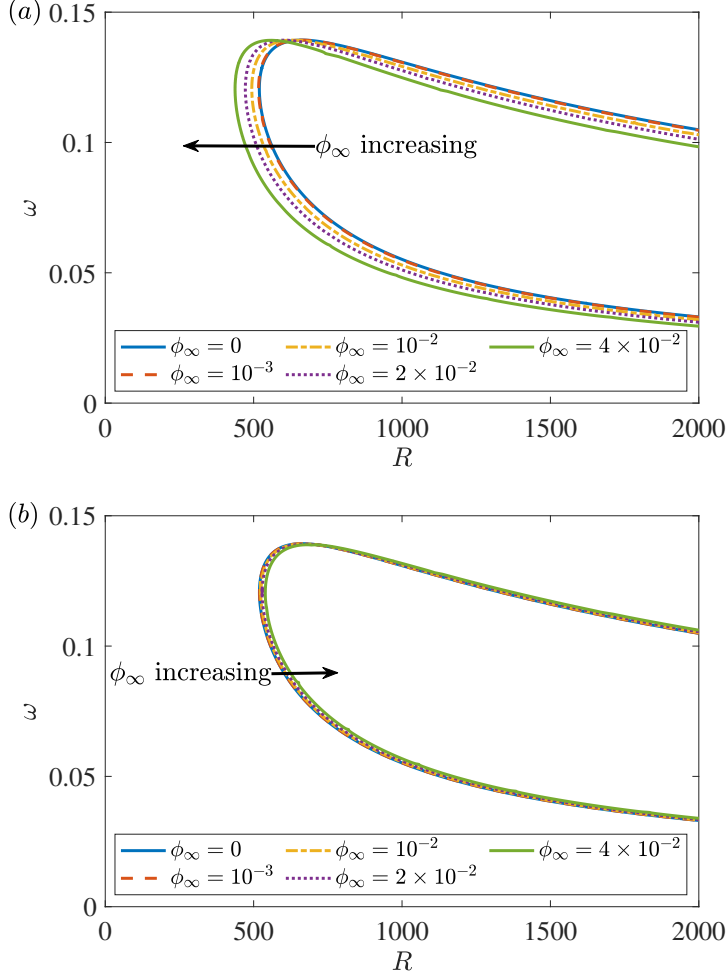 (a)
0.15
0.1
0.05
0
ω
ϕ∞ increasing
ϕ∞ = 0 ϕ∞ = 10⁻² ϕ∞ = 4 × 10⁻²
ϕ∞ = 10⁻³ ϕ∞ = 2 × 10⁻²
0 500 1000 1500 2000
R
(b)
0.15
0.1
0.05
0
ω
ϕ∞ increasing
ϕ∞ = 0 ϕ∞ = 10⁻² ϕ∞ = 4 × 10⁻²
ϕ∞ = 10⁻³ ϕ∞ = 2 × 10⁻²
0 500 1000 1500 2000
R